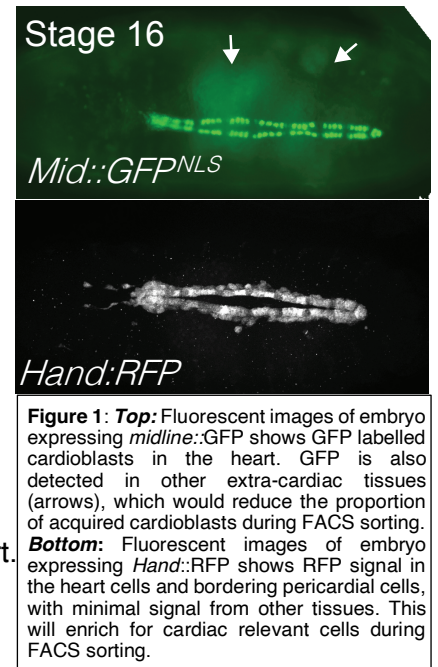 Stage 16
Mid::GFP^NLS
Hand:RFP
Figure 1: Top: Fluorescent images of embryo
expressing midline::GFP shows GFP labelled
cardioblasts in the heart. GFP is also
detected in other extra-cardiac tissues
(arrows), which would reduce the proportion
of acquired cardioblasts during FACS sorting.
rt.
Bottom: Fluorescent images of embryo
expressing Hand::RFP shows RFP signal in
the heart cells and bordering pericardial cells,
with minimal signal from other tissues. This
will enrich for cardiac relevant cells during
FACS sorting.